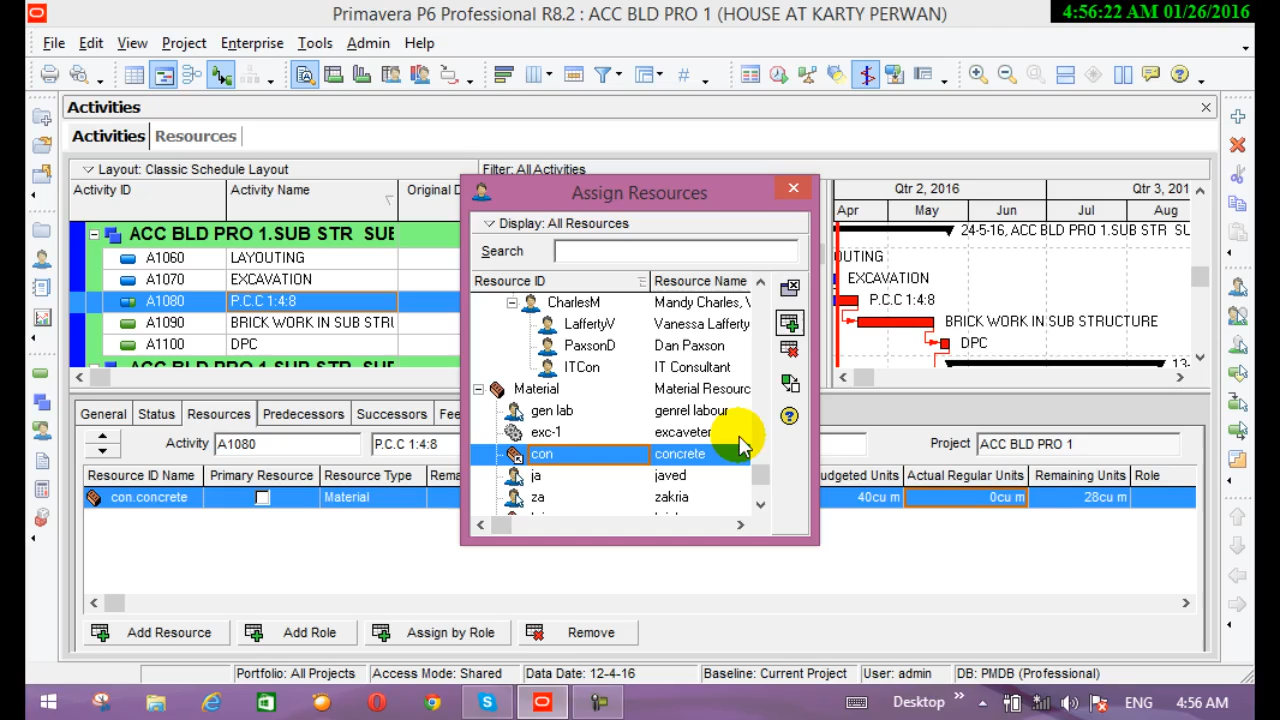 Primavera P6 Professional R8.2 : ACC BLD PRO 1 (HOUSE AT KARTY PERWAN)
4:56:22 AM 01/26/2016
File Edit View Project Enterprise Tools Admin Help
Activities
Activities Resources
Layout: Classic Schedule Layout
Filter: All Activities
Activity ID Activity Name Original D
Qtr 2, 2016 Qtr 3, 201
Apr May Jun Jul Aug
ACC BLD PRO 1.SUB STR SUE
24-5-16, ACC BLD PRO 1.SUB STR SU
A1060 LAYOUTING
OUTING
A1070 EXCAVATION
EXCAVATION
A1080 P.C.C 1:4:8
P.C.C 1:4:8
A1090 BRICK WORK IN SUB STRU
BRICK WORK IN SUB STRUCTURE
A1100 DPC
DPC
13-
Assign Resources
Display: All Resources
Search
Resource ID Resource Name
CharlesM Mandy Charles, V
LaffertyV Vanessa Lafferty
PaxsonD Dan Paxson
ITCon IT Consultant
Material Material Resourc
gen lab genrel labour
exc-1 excaveter
con concrete
ja javed
za zakria
General Status Resources Predecessors Successors Fee
Activity A1080 P.C.C 1:4:8 Project ACC BLD PRO 1
Resource ID Name Primary Resource Resource Type Rema udgeted Units Actual Regular Units Remaining Units Role
con.concrete Material 40cu m 0cu m 28cu m
Add Resource Add Role Assign by Role Remove
Portfolio: All Projects Access Mode: Shared Data Date: 12-4-16 Baseline: Current Project User: admin DB: PMDB (Professional)
Desktop » ENG 4:56 AM